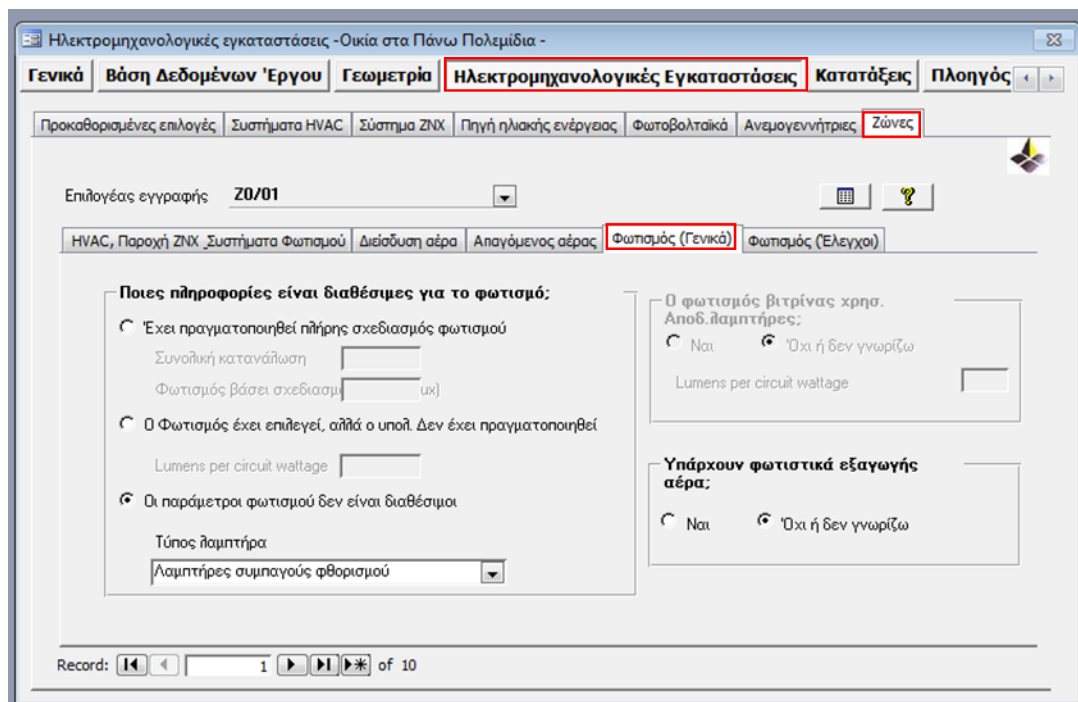 Ηλεκτρομηχανολογικές εγκαταστάσεις -Οικία στα Πάνω Πολεμίδια -
Γενικά Βάση Δεδομένων Έργου Γεωμετρία Ηλεκτρομηχανολογικές Εγκαταστάσεις Κατατάξεις Πλοηγός
Προκαθορισμένες επιλογές Συστήματα HVAC Σύστημα ΖΝΧ Πηγή ηλιακής ενέργειας Φωτοβολταϊκά Ανεμογεννήτριες Ζώνες
Επιλογέας εγγραφής Z0/01
HVAC, Παροχή ΖΝΧ ,Συστήματα Φωτισμού Διείσδυση αέρα Απαγόμενος αέρας Φωτισμός (Γενικά) Φωτισμός (Έλεγχοι)
Ποιες πληροφορίες είναι διαθέσιμες για το φωτισμό;
Έχει πραγματοποιηθεί πλήρης σχεδιασμός φωτισμού
Συνολική κατανάλωση
Φωτισμός βάσει σχεδιασμ ux)
Ο Φωτισμός έχει επιλεγεί, αλλά ο υπολ. Δεν έχει πραγματοποιηθεί
Lumens per circuit wattage
Οι παράμετροι φωτισμού δεν είναι διαθέσιμοι
Τύπος λαμπτήρα
Λαμπτήρες συμπαγούς φθορισμού
Ο φωτισμός βιτρίνας χρησ.
Αποδ.λαμπτήρες;
Ναι Όχι ή δεν γνωρίζω
Lumens per circuit wattage
Υπάρχουν φωτιστικά εξαγωγής
αέρα;
Ναι Όχι ή δεν γνωρίζω
Record: 1 of 10